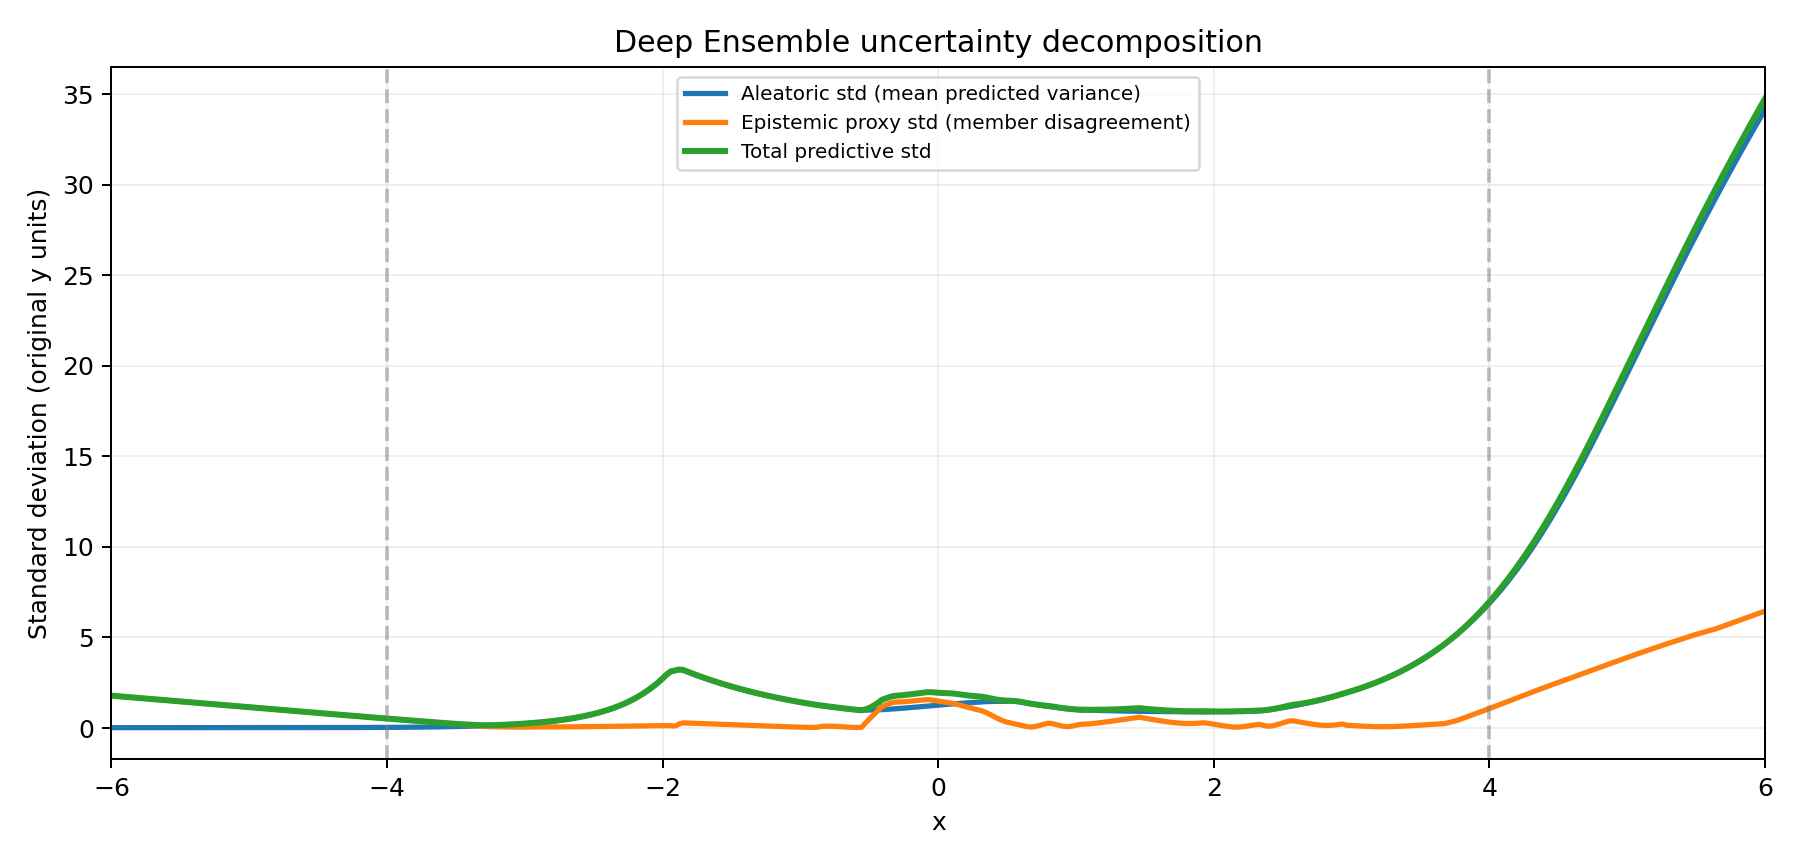 Deep Ensemble uncertainty decomposition
Aleatoric std (mean predicted variance)
Epistemic proxy std (member disagreement)
Total predictive std
Standard deviation (original y units)
35
30
25
20
15
10
5
0
−6 −4 −2 0 2 4 6
x